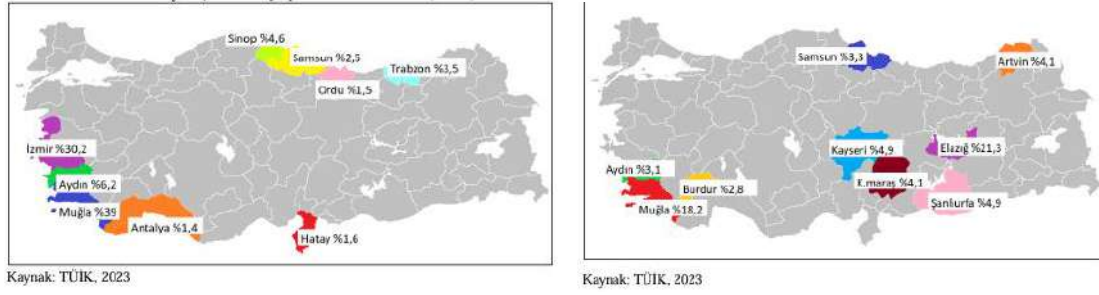 Sinop %4,6
Samsun %2,5
Trabzon %3,5
Ordu %1,5
İzmir %30,2
Aydın %6,2
Muğla %39
Antalya %1,4
Hatay %1,6
Kaynak: TÜİK, 2023
Samsun %3,3
Artvin %4,1
Kayseri %4,9
Elazığ %21,3
Aydın %3,1
K.maraş %4,1
Burdur %2,8
Şanlıurfa %4,9
Muğla %18,2
Kaynak: TÜİK, 2023